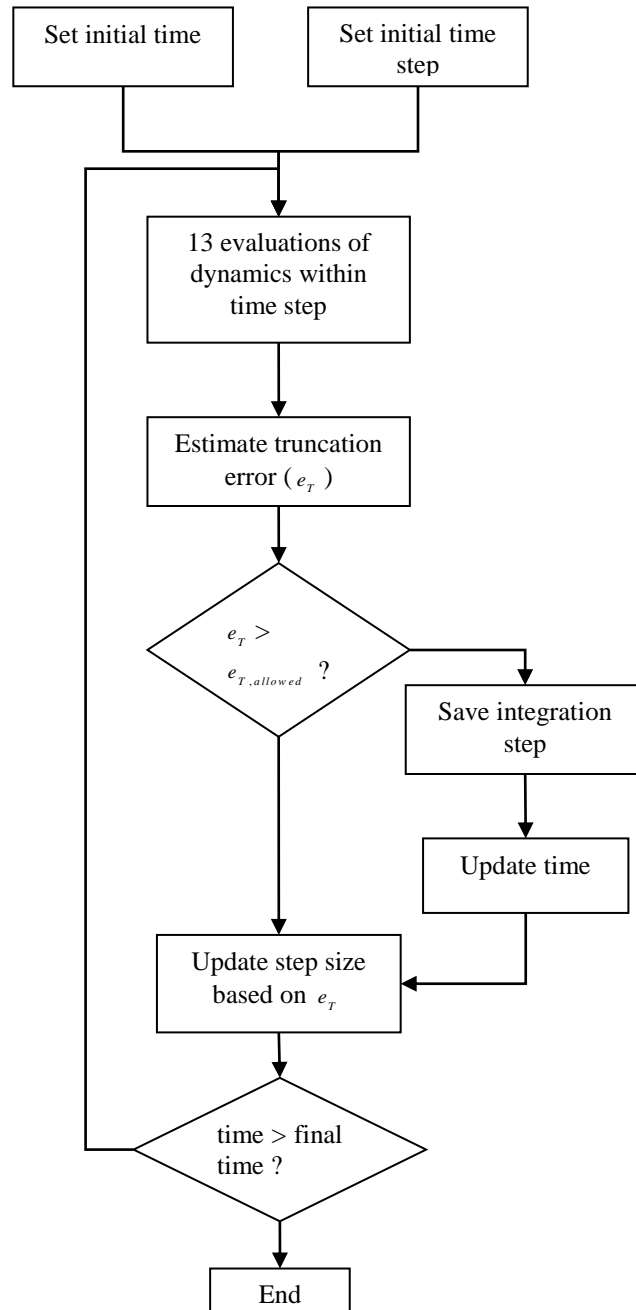 Set initial time
Set initial time
step
13 evaluations of
dynamics within
time step
Estimate truncation
error ( e_T )
e_T >
e_{T,allowed} ?
Save integration
step
Update time
Update step size
based on e_T
time > final
time ?
End